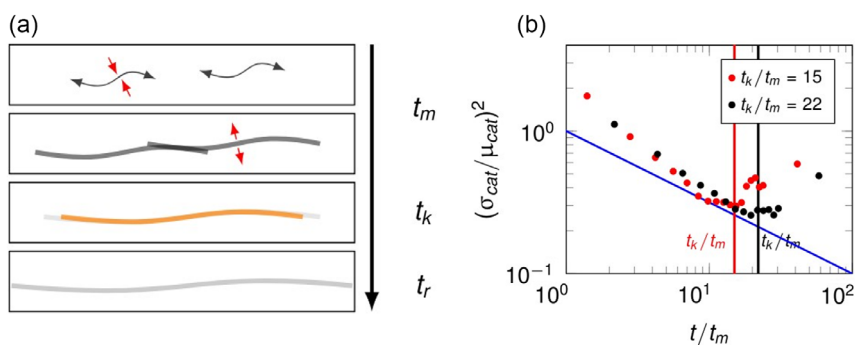 (a)
t_m
t_k
t_r
(b)
(σ_cat/μ_cat)^2
10^0
10^-1
t_k/t_m = 15
t_k/t_m = 22
t_k/t_m
t_k/t_m
10^0
10^1
10^2
t/t_m